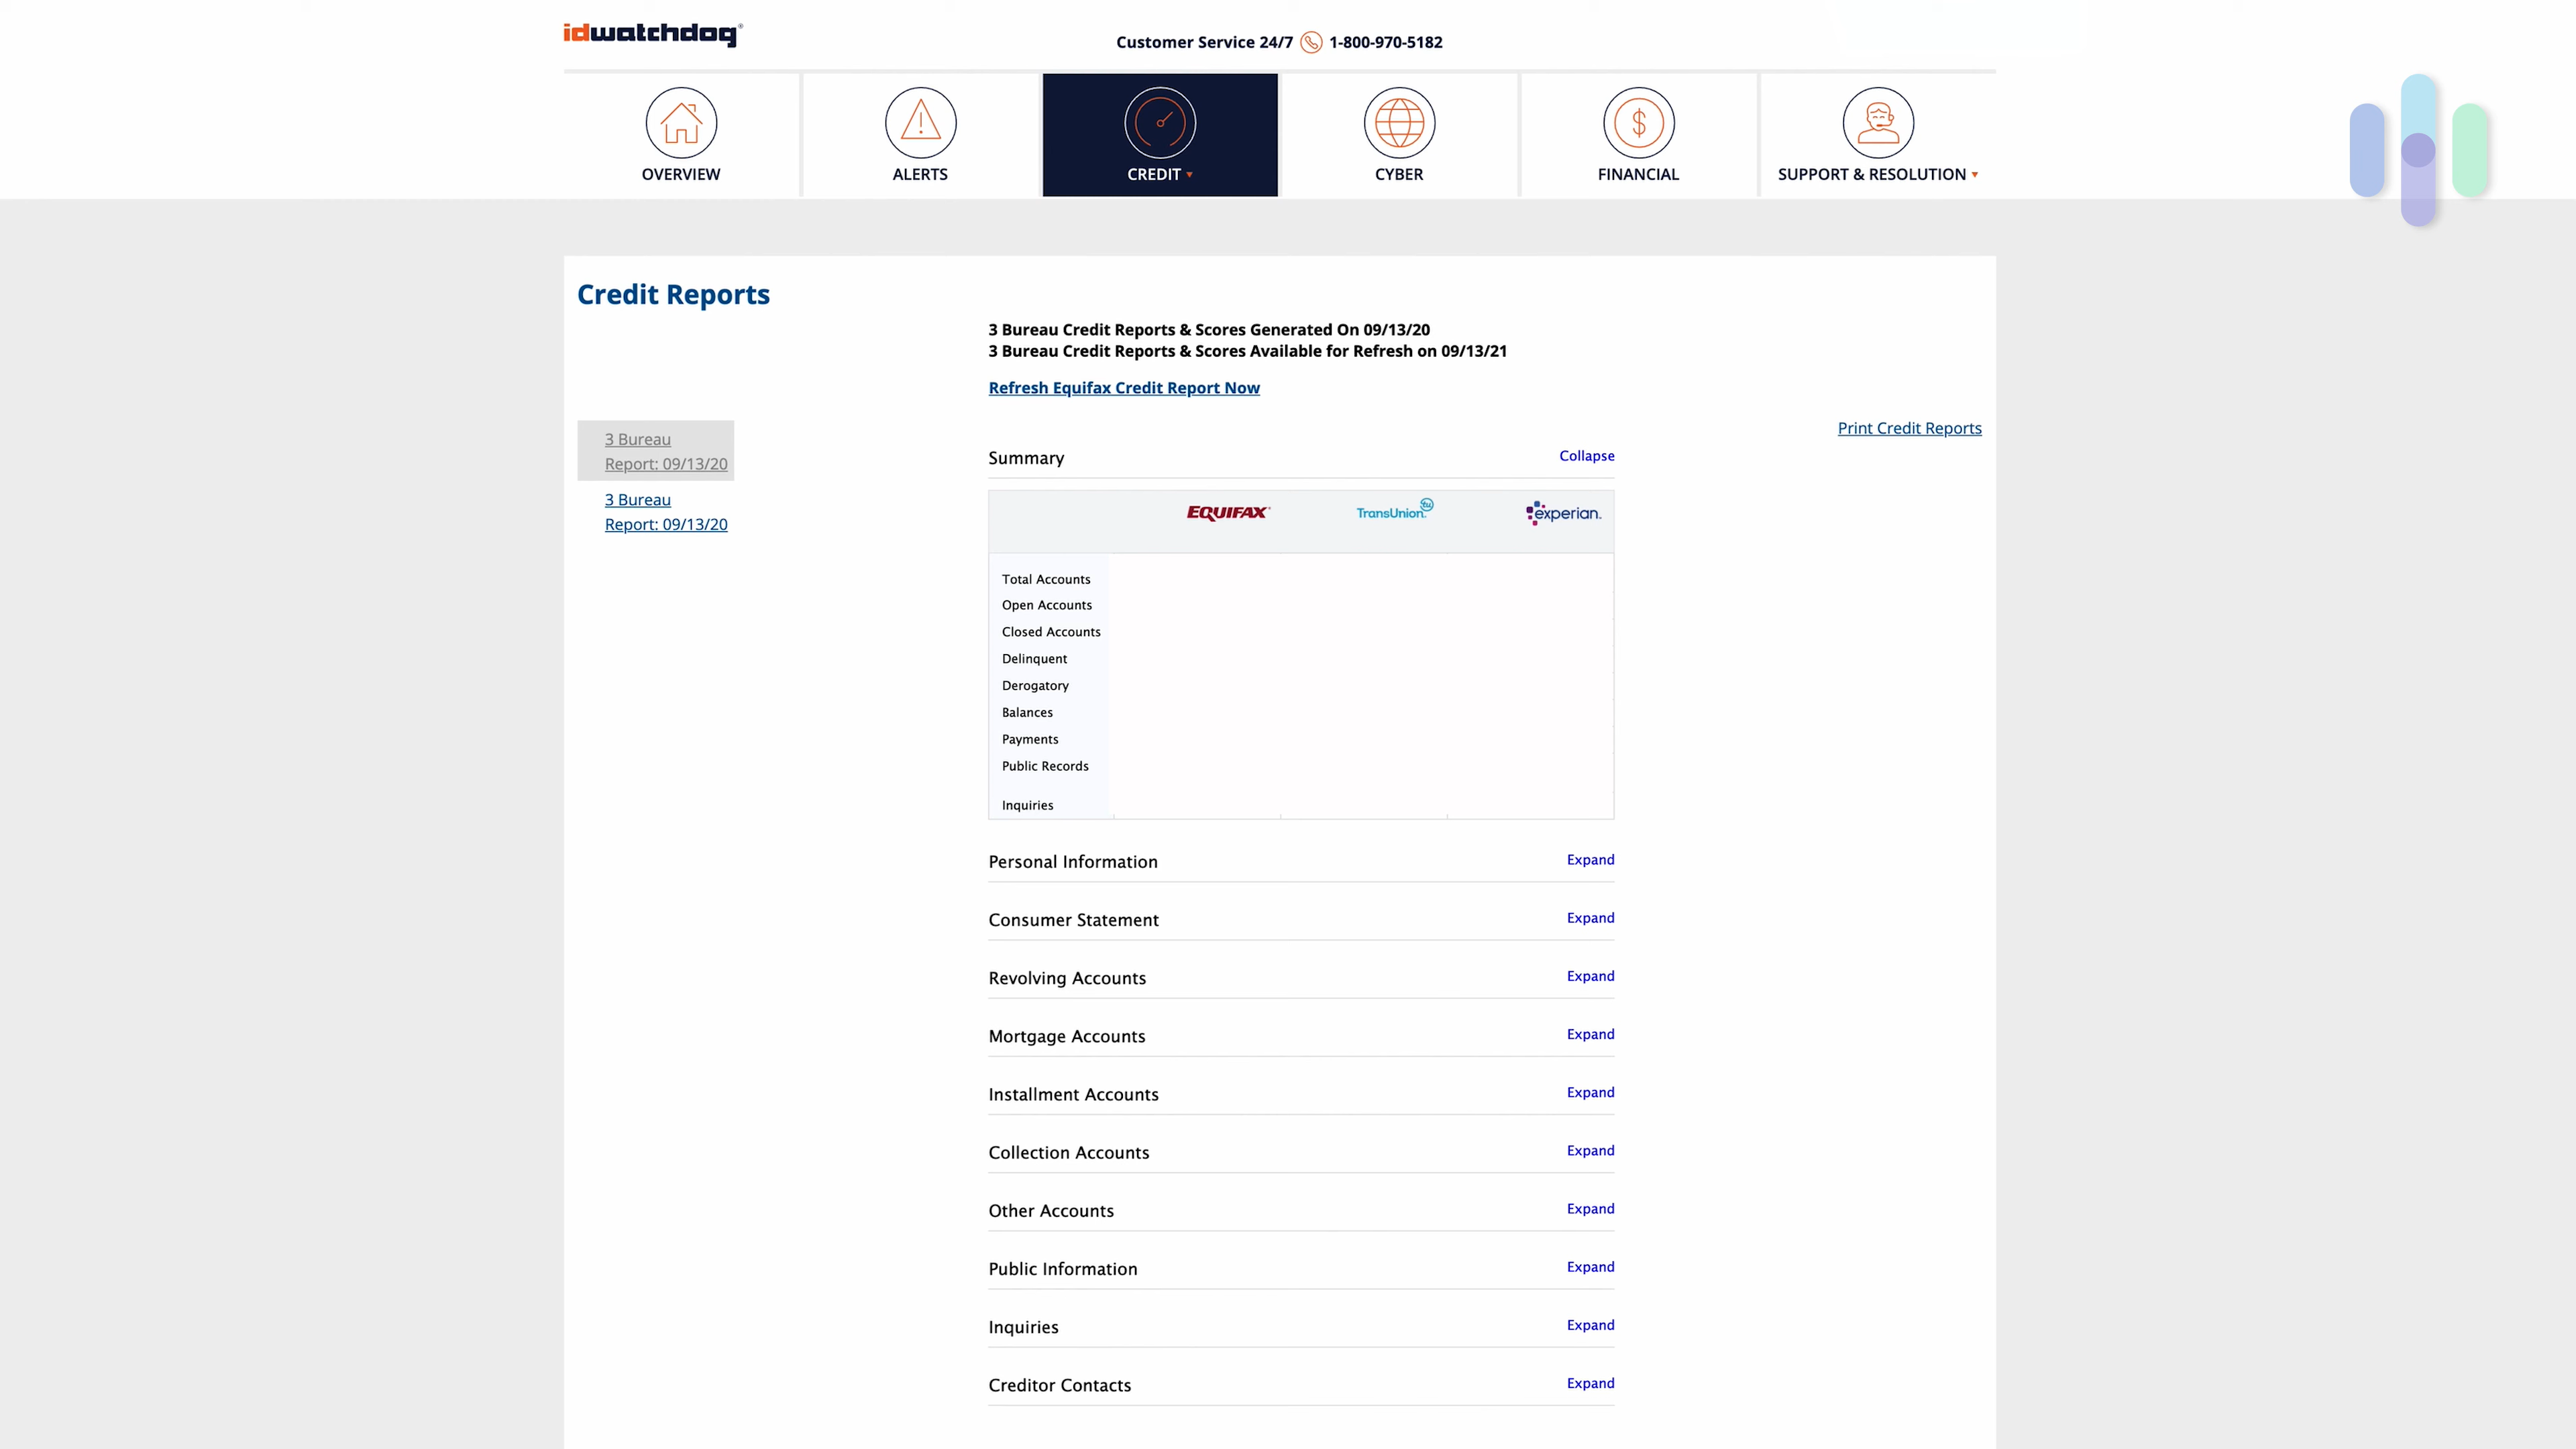 idwatchdog®
Customer Service 24/7 1-800-970-5182
OVERVIEW
ALERTS
CREDIT
CYBER
FINANCIAL
SUPPORT & RESOLUTION
Credit Reports
3 Bureau Credit Reports & Scores Generated On 09/13/20
3 Bureau Credit Reports & Scores Available for Refresh on 09/13/21
Refresh Equifax Credit Report Now
3 Bureau
Report: 09/13/20
3 Bureau
Report: 09/13/20
Print Credit Reports
Summary Collapse
EQUIFAX TransUnion tu experian.
Total Accounts
Open Accounts
Closed Accounts
Delinquent
Derogatory
Balances
Payments
Public Records
Inquiries
Personal Information Expand
Consumer Statement Expand
Revolving Accounts Expand
Mortgage Accounts Expand
Installment Accounts Expand
Collection Accounts Expand
Other Accounts Expand
Public Information Expand
Inquiries Expand
Creditor Contacts Expand